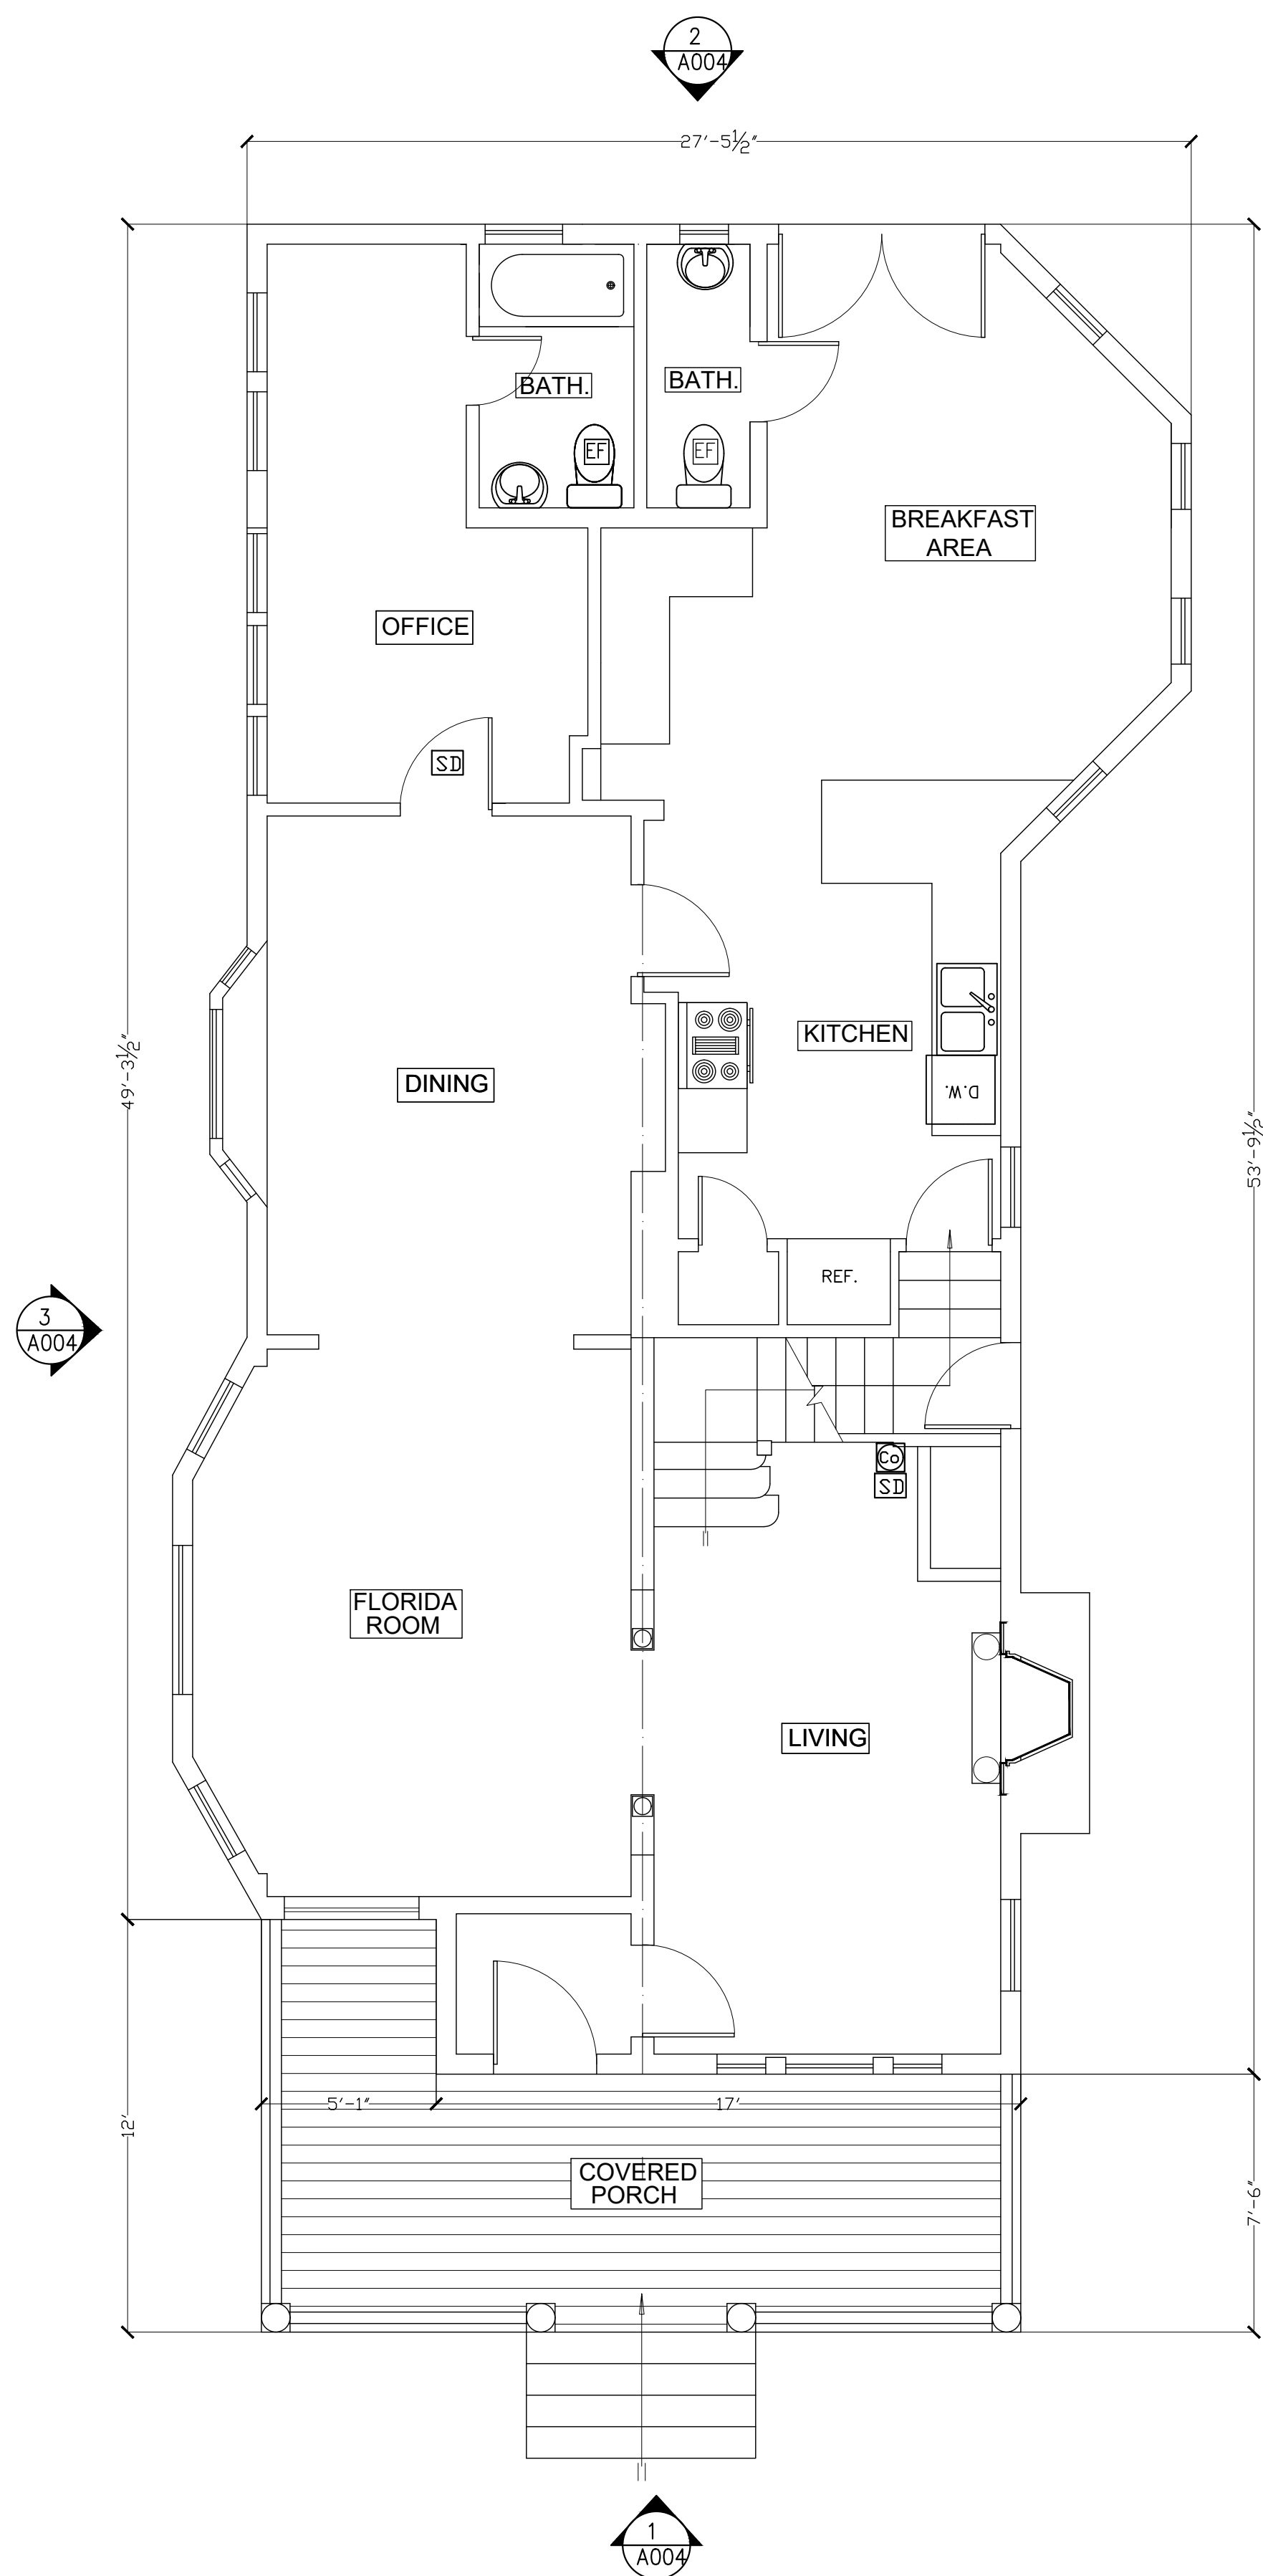 2
A004
27'-5½"
BATH.
BATH.
EF
EF
BREAKFAST
AREA
OFFICE
SD
49'-3½"
KITCHEN
DINING
D.W.
53'-9½"
REF.
3
A004
Co
SD
FLORIDA
ROOM
LIVING
5'-1"
17'
12'
COVERED
PORCH
7'-6"
1
A004